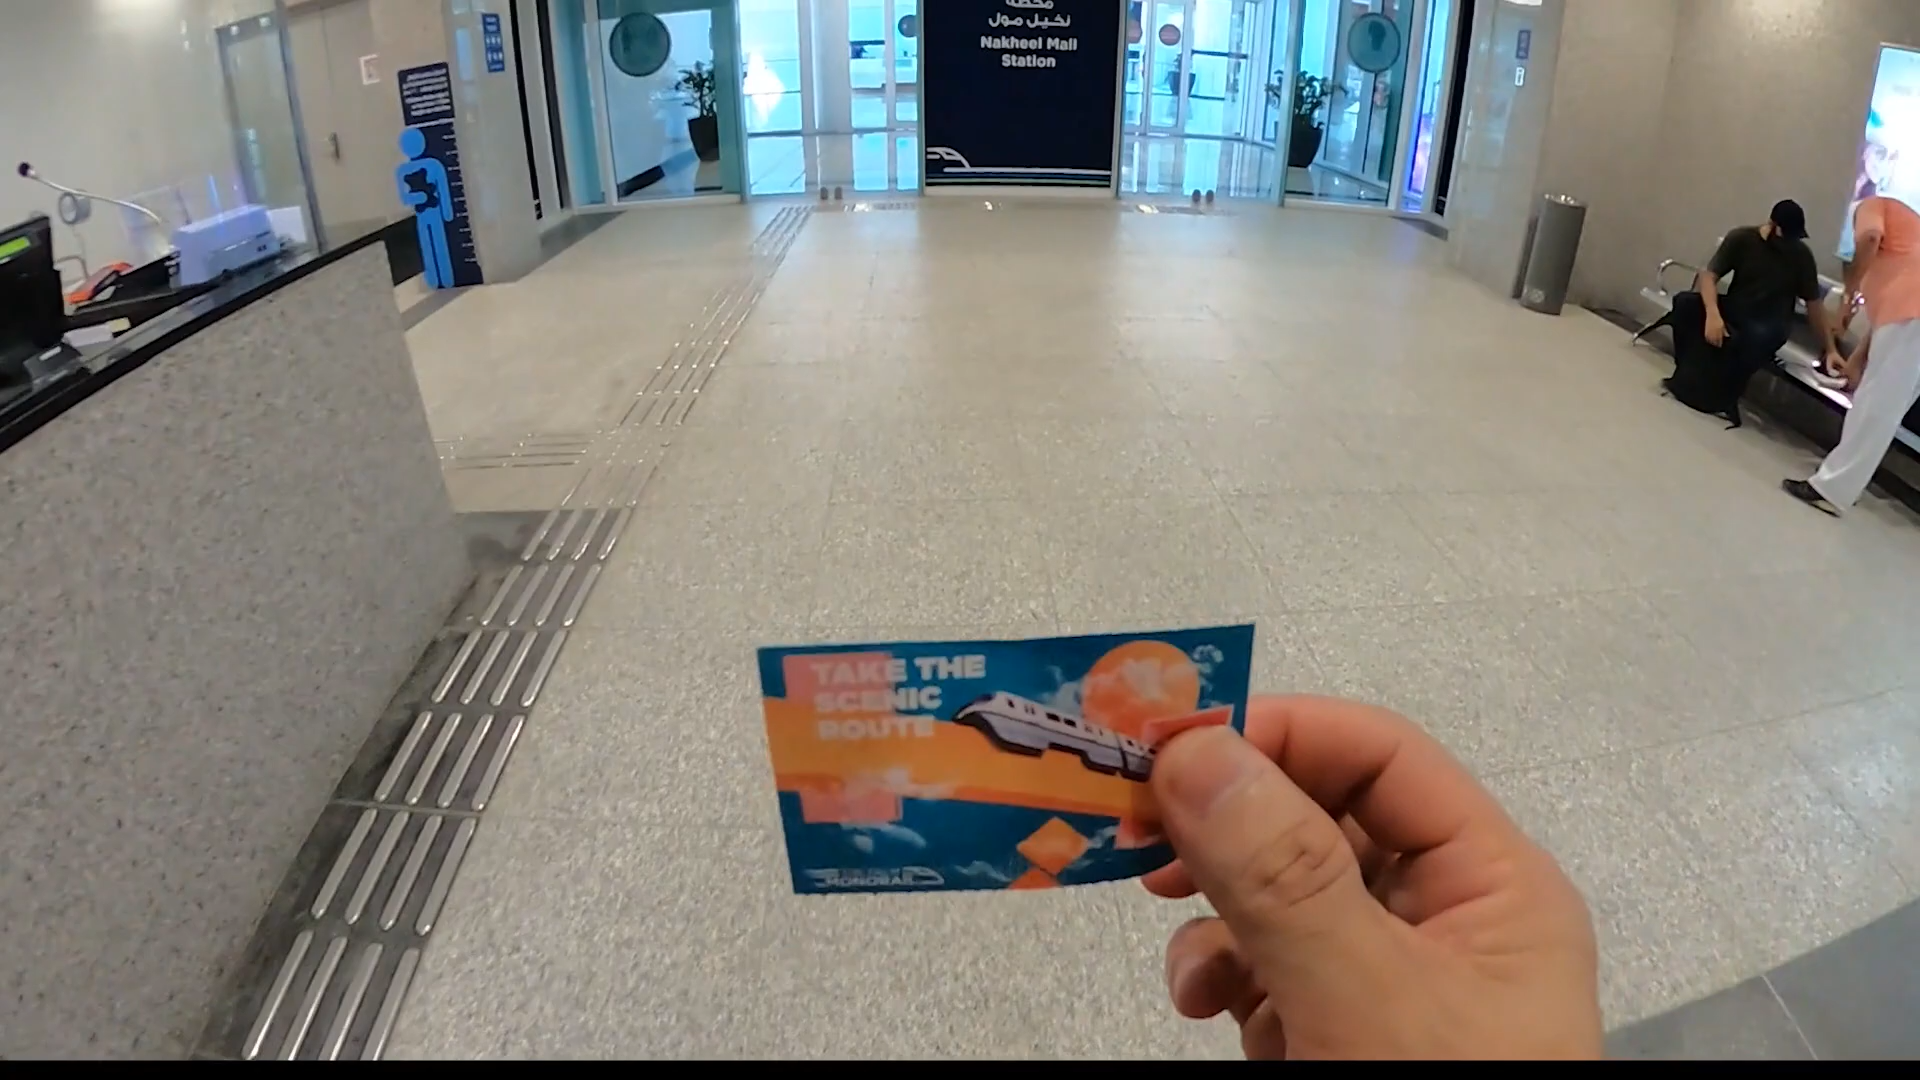 محطة
نخيل مول
Nakheel Mall
Station
TAKE THE
SCENIC
ROUTE
MONORAIL